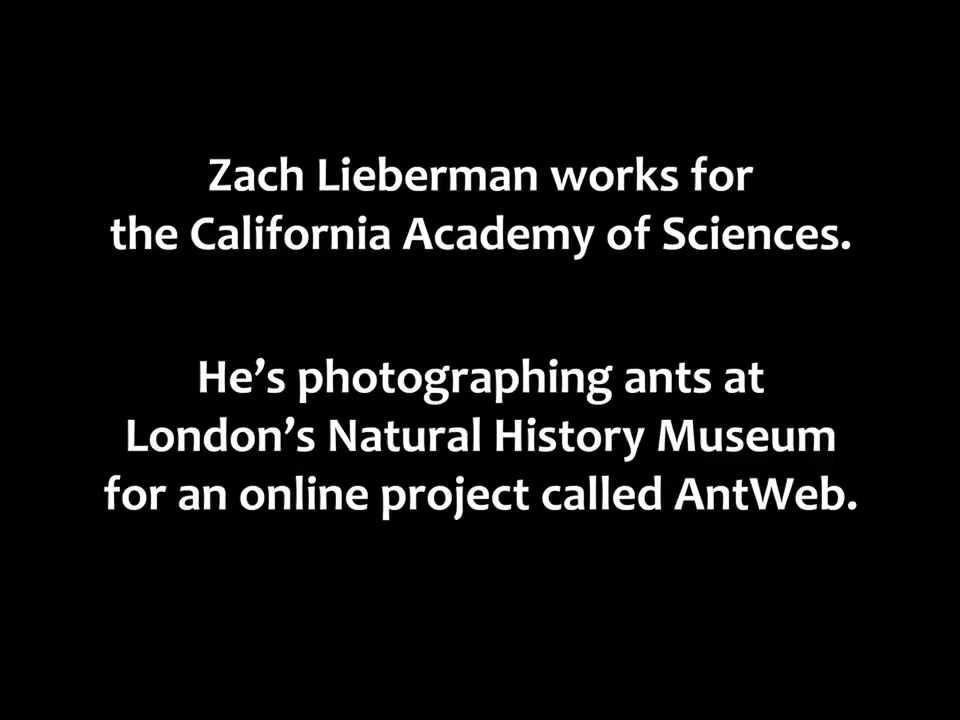 Zach Lieberman works for
the California Academy of Sciences.
He’s photographing ants at
London’s Natural History Museum
for an online project called AntWeb.